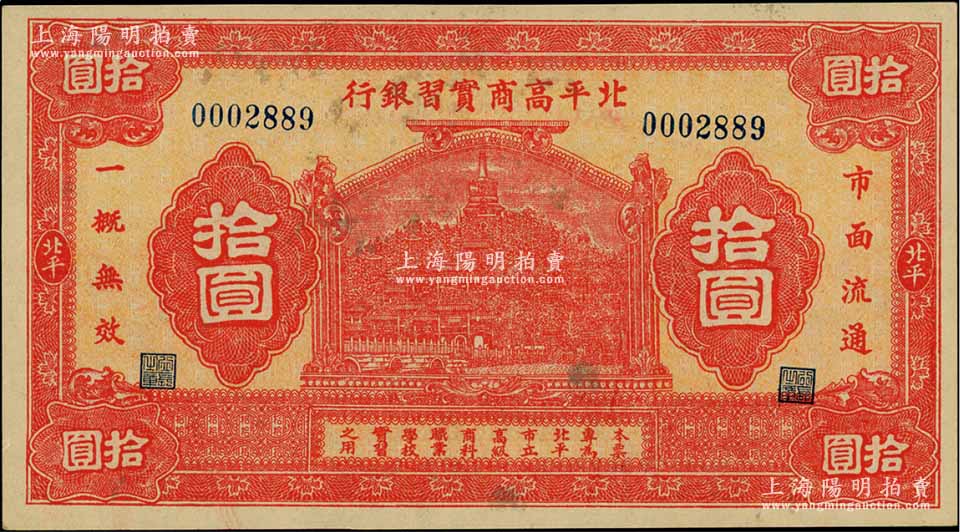 上海陽明拍賣
www.yangmingauction.com
拾圓
拾圓
北平高商實習銀行
0002889
0002889
市面流通
一概無效
拾圓
拾圓
北平
北平
上海陽明拍賣
www.yangmingauction.com
本票專為北平市立高級商科職業學校實習之用
拾圓
拾圓
上海陽明拍賣
www.yangmingauction.com